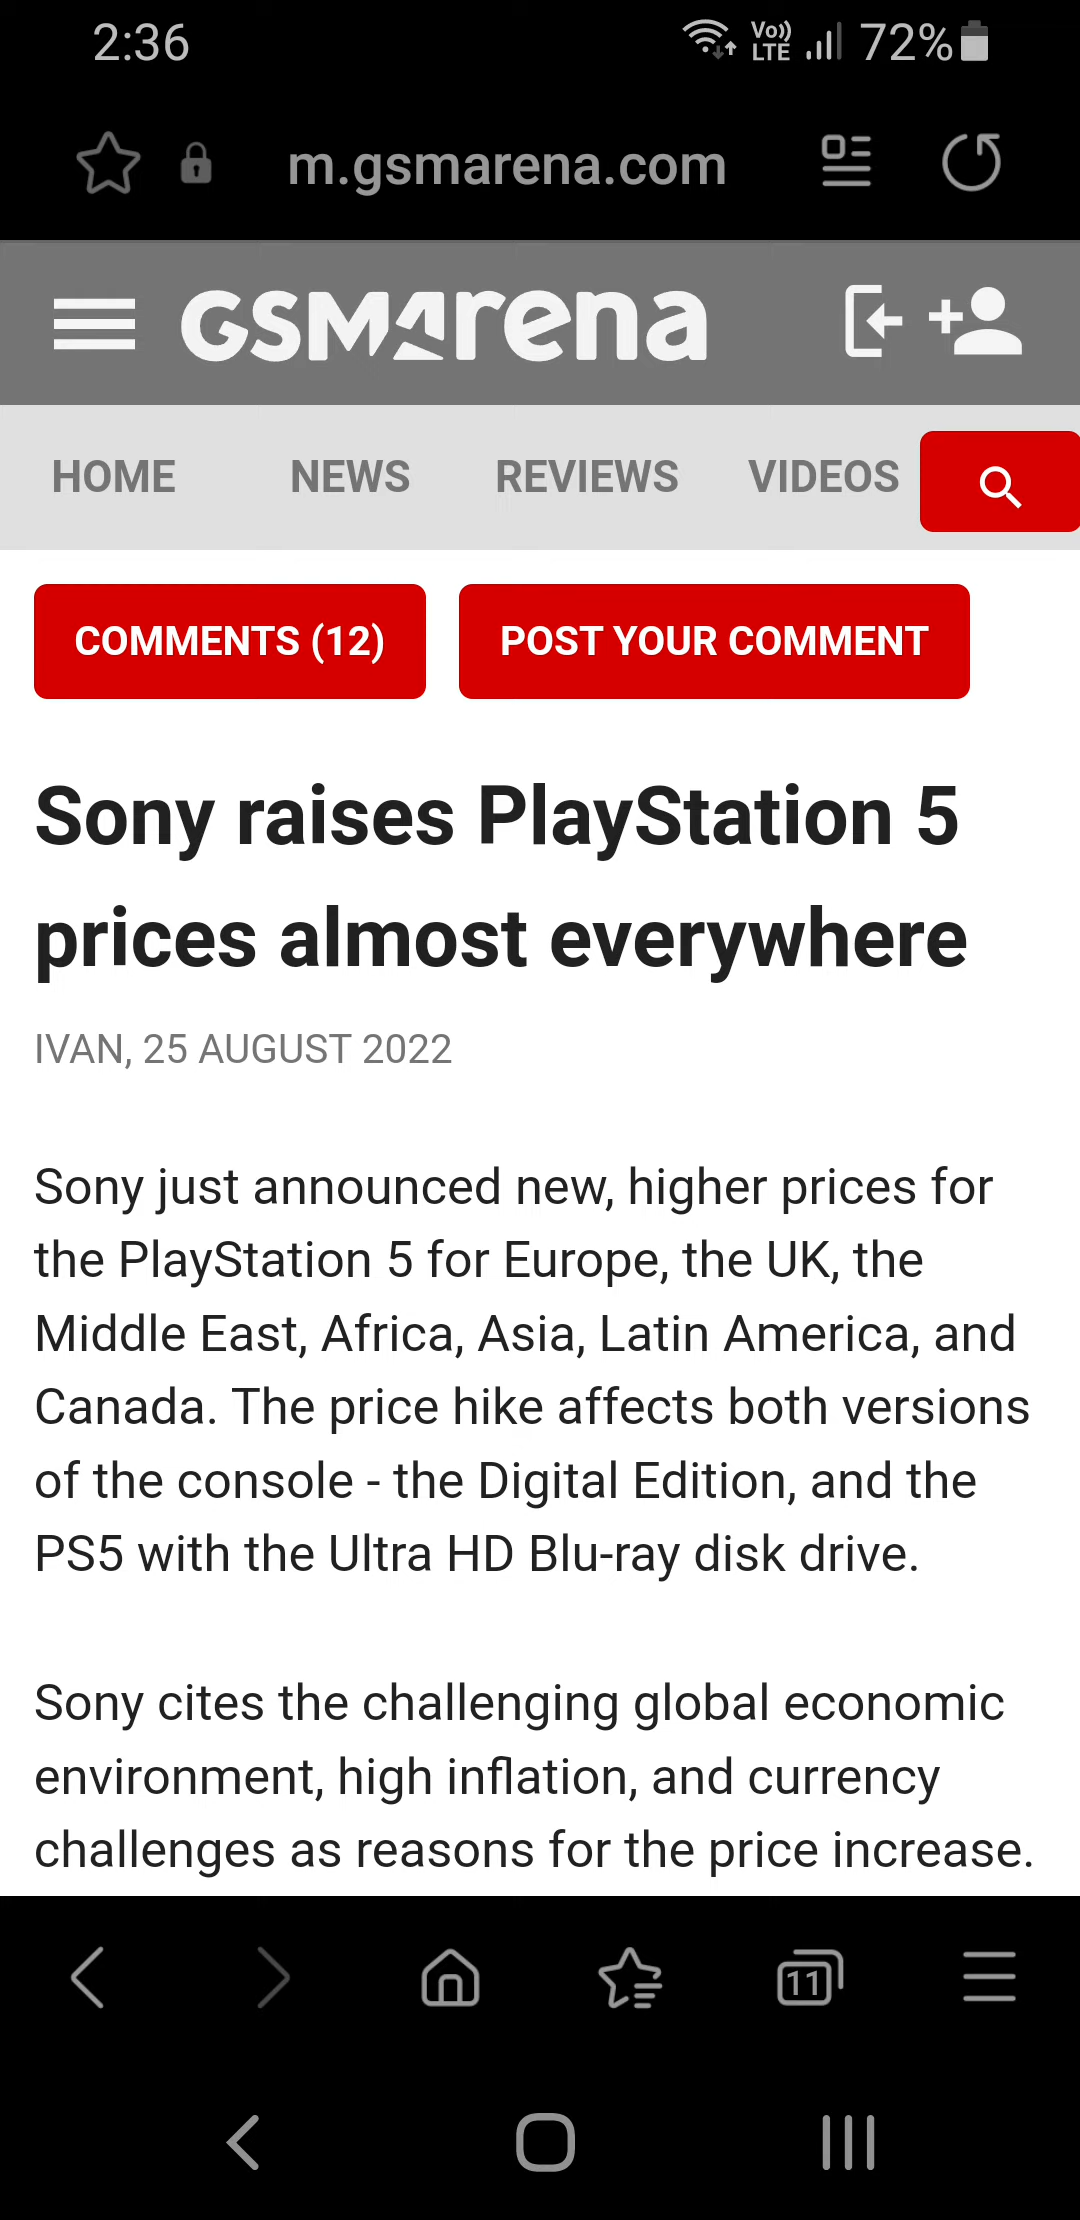 2:36
Vo)) LTE 72%
m.gsmarena.com
GSMArena
HOME NEWS REVIEWS VIDEOS
COMMENTS (12) POST YOUR COMMENT
Sony raises PlayStation 5
prices almost everywhere
IVAN, 25 AUGUST 2022
Sony just announced new, higher prices for
the PlayStation 5 for Europe, the UK, the
Middle East, Africa, Asia, Latin America, and
Canada. The price hike affects both versions
of the console - the Digital Edition, and the
PS5 with the Ultra HD Blu-ray disk drive.
Sony cites the challenging global economic
environment, high inflation, and currency
challenges as reasons for the price increase.
11